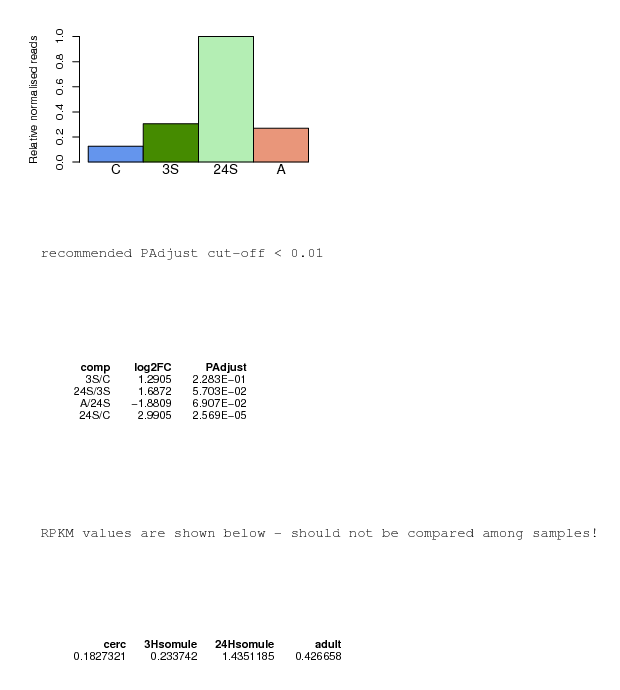 Relative normalised reads
1.0
0.8
0.6
0.4
0.2
0.0
C 3S 24S A
recommended PAdjust cut-off < 0.01
comp log2FC PAdjust
3S/C 1.2905 2.283E-01
24S/3S 1.6872 5.703E-02
A/24S -1.8809 6.907E-02
24S/C 2.9905 2.569E-05
RPKM values are shown below - should not be compared among samples!
cerc 3Hsomule 24Hsomule adult
0.1827321 0.233742 1.4351185 0.426658